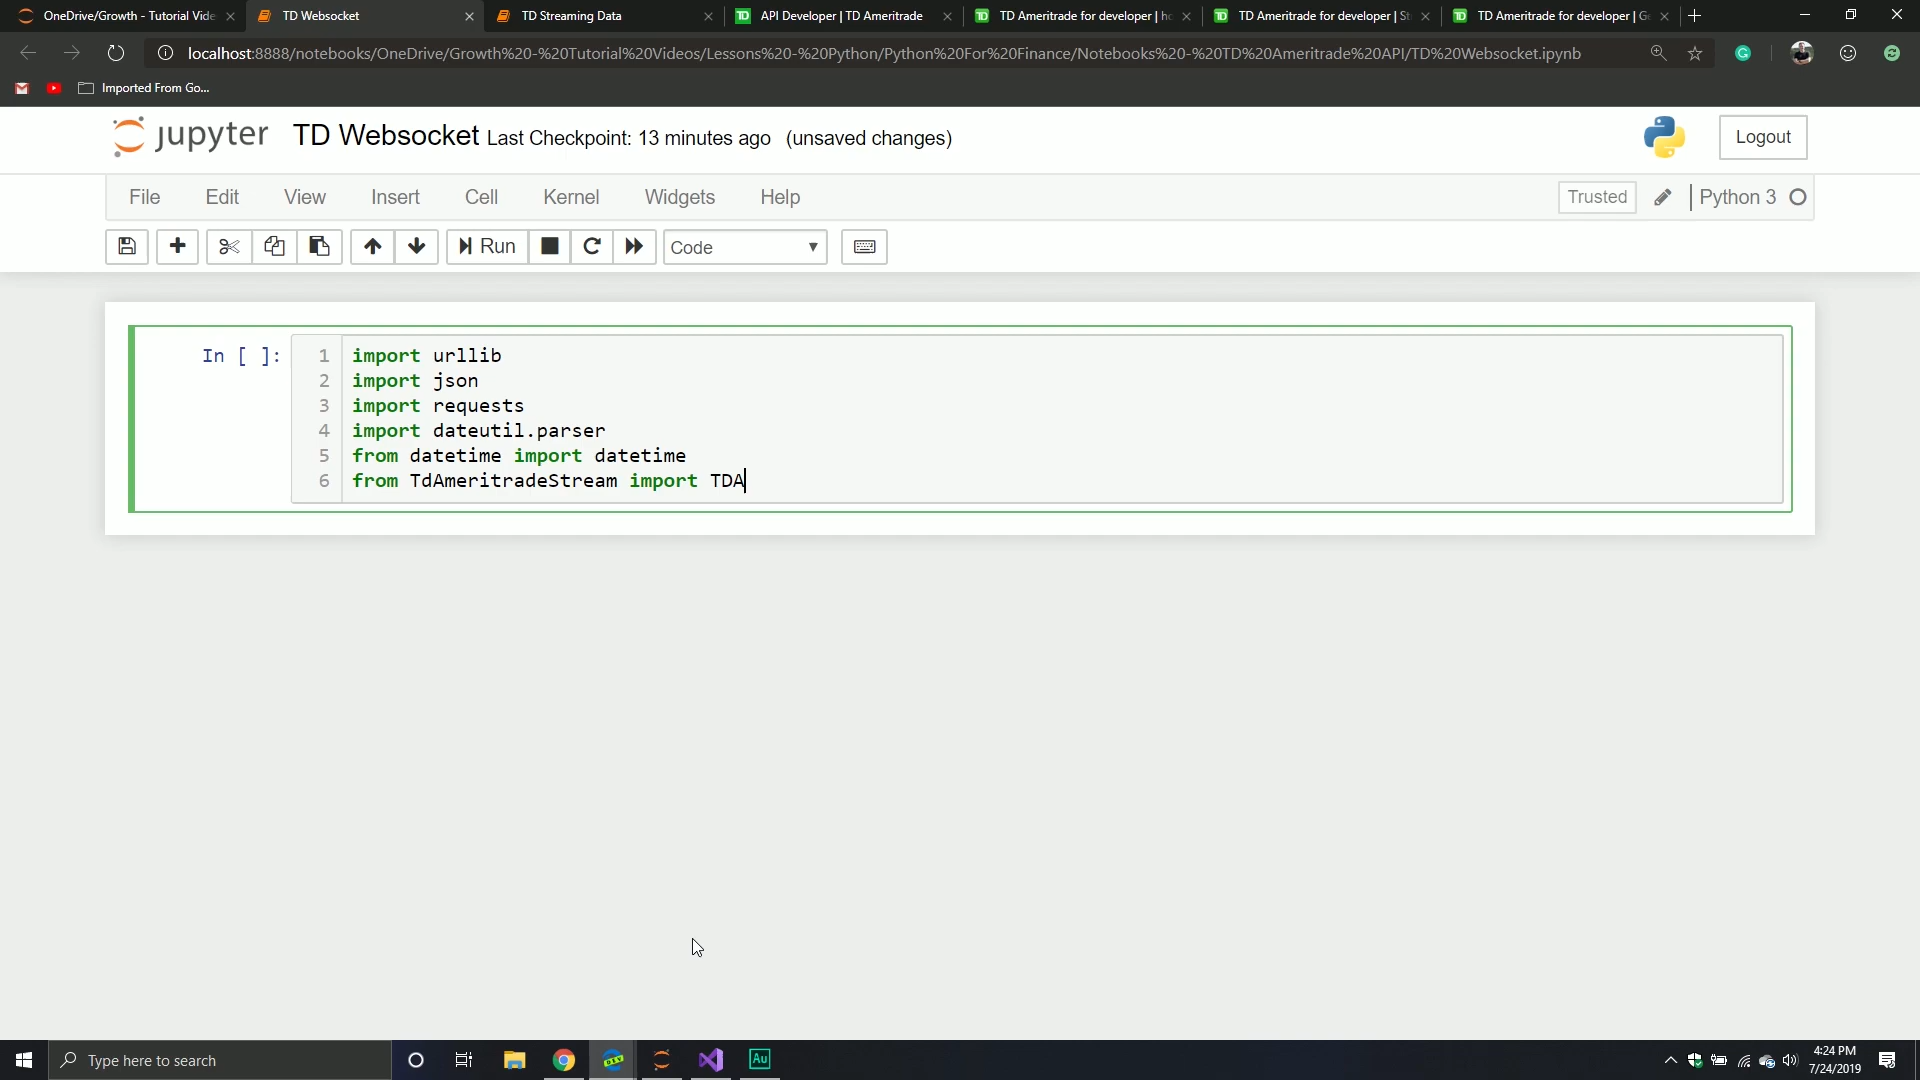 OneDrive/Growth - Tutorial Vide
TD Websocket
TD Streaming Data
API Developer | TD Ameritrade
TD Ameritrade for developer | ho
TD Ameritrade for developer | St
TD Ameritrade for developer | Ge
localhost:8888/notebooks/OneDrive/Growth%20-%20Tutorial%20Videos/Lessons%20-%20Python/Python%20For%20Finance/Notebooks%20-%20TD%20Ameritrade%20API/TD%20Websocket.ipynb
Imported From Go...
jupyter TD Websocket Last Checkpoint: 13 minutes ago (unsaved changes)
Logout
File Edit View Insert Cell Kernel Widgets Help
Trusted
Python 3
Run
Code
In [ ]:
1 import urllib
2 import json
3 import requests
4 import dateutil.parser
5 from datetime import datetime
6 from TdAmeritradeStream import TDA
Type here to search
DEV
Au
4:24 PM
7/24/2019